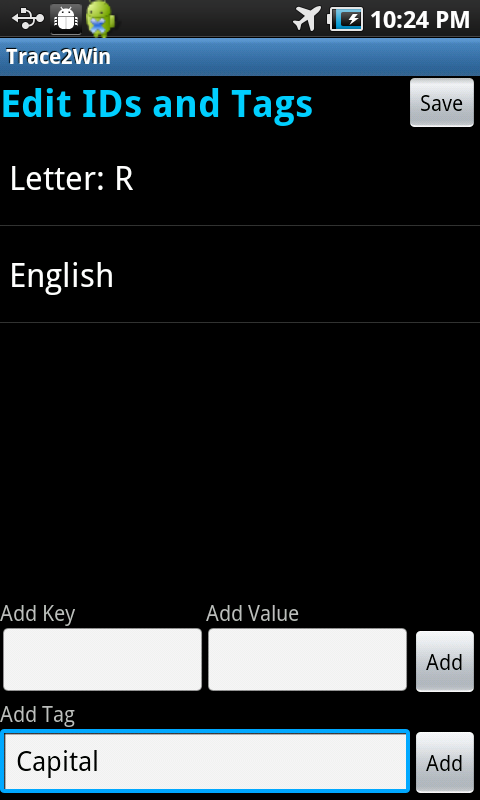 10:24 PM
Trace2Win
Edit IDs and Tags
Save
Letter: R
English
Add Key
Add Value
Add
Add Tag
Capital
Add